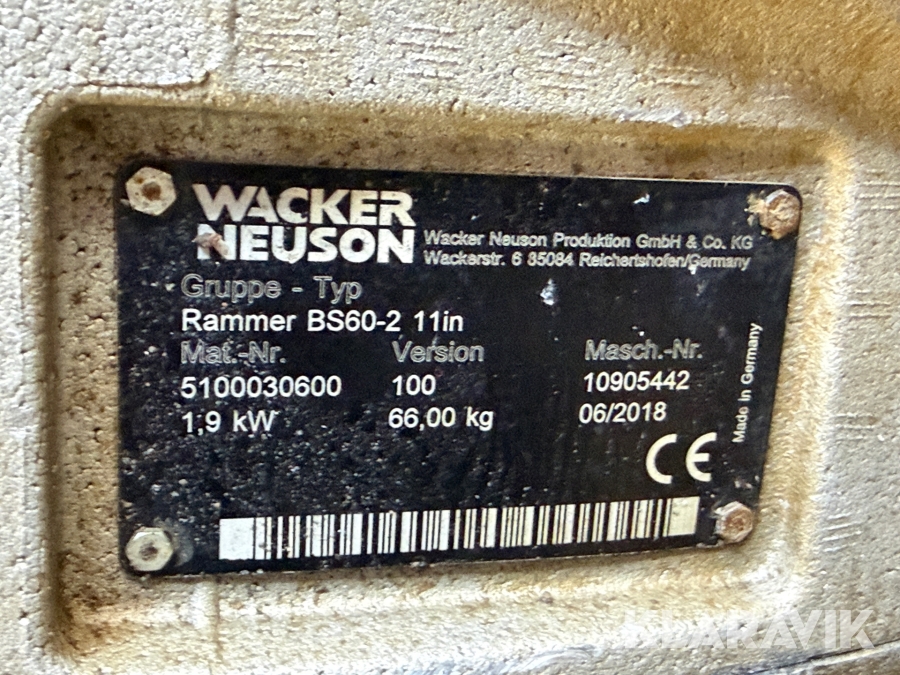 WACKER
NEUSON
Wacker Neuson Produktion GmbH & Co. KG
Wackerstr. 6 85084 Reichertshofen/Germany
Gruppe - Typ
Rammer BS60-2 11in
Mat.-Nr. Version Masch.-Nr.
5100030600 100 10905442
1,9 kW 66,00 kg 06/2018
CE
Made in Germany
KLARAVIK